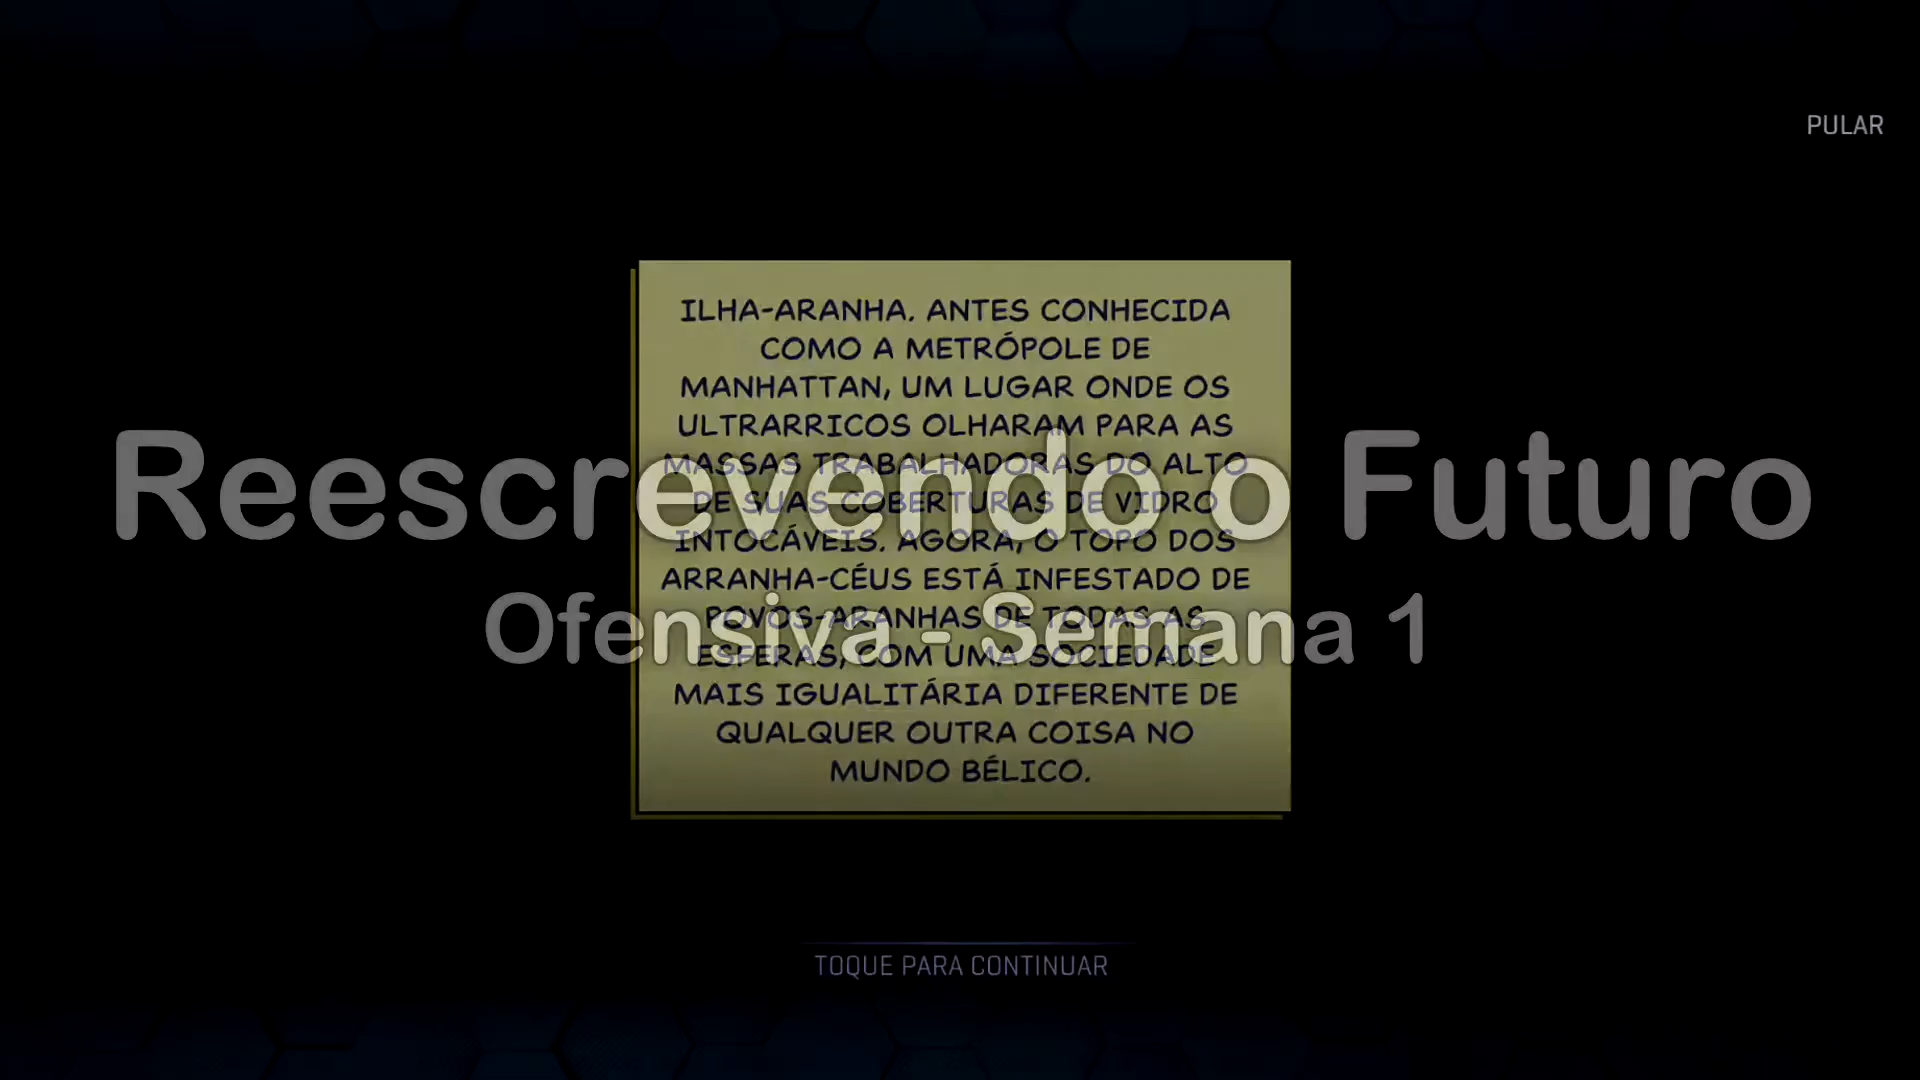 PULAR
ILHA-ARANHA. ANTES CONHECIDA
COMO A METRÓPOLE DE
MANHATTAN, UM LUGAR ONDE OS
ULTRARRICOS OLHARAM PARA AS
MASSAS TRABALHADORAS DO ALTO
DE SUAS COBERTURAS DE VIDRO
INTOCÁVEIS. AGORA, O TOPO DOS
ARRANHA-CÉUS ESTÁ INFESTADO DE
POVOS-ARANHAS DE TODAS AS
ESFERAS, COM UMA SOCIEDADE
MAIS IGUALITÁRIA DIFERENTE DE
QUALQUER OUTRA COISA NO
MUNDO BÉLICO.
Reescrevendo o Futuro
Ofensiva - Semana 1
TOQUE PARA CONTINUAR